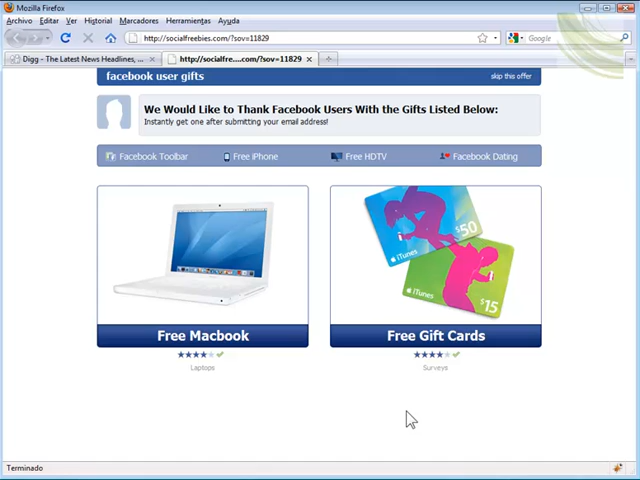 Mozilla Firefox
Archivo Editar Ver Historial Marcadores Herramientas Ayuda
http://socialfreebies.com/?sov=11829 Google
Digg - The Latest News Headlines, ... http://socialfre....com/?sov=11829
facebook user gifts skip this offer
We Would Like to Thank Facebook Users With the Gifts Listed Below:
Instantly get one after submitting your email address!
Facebook Toolbar Free iPhone Free HDTV Facebook Dating
$50
iTunes
$15
iTunes
Free Macbook Free Gift Cards
Laptops Surveys
Terminado